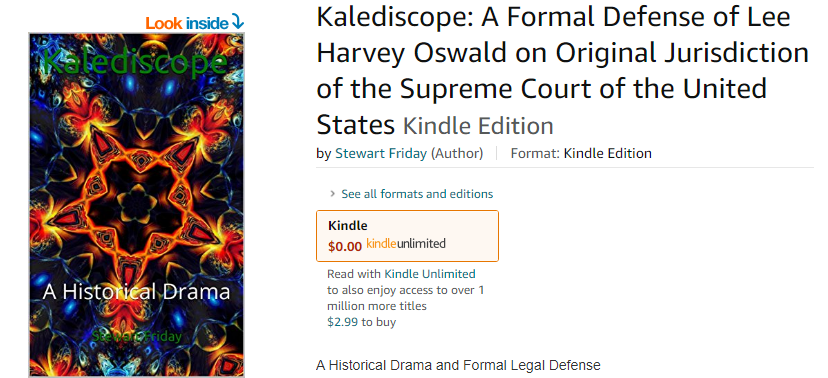 Look inside
Kalediscope
A Historical Drama
Stewart Friday
Kalediscope: A Formal Defense of Lee
Harvey Oswald on Original Jurisdiction
of the Supreme Court of the United
States Kindle Edition
by Stewart Friday (Author) Format: Kindle Edition
› See all formats and editions
Kindle
$0.00 kindleunlimited
Read with Kindle Unlimited
to also enjoy access to over 1
million more titles
$2.99 to buy
A Historical Drama and Formal Legal Defense